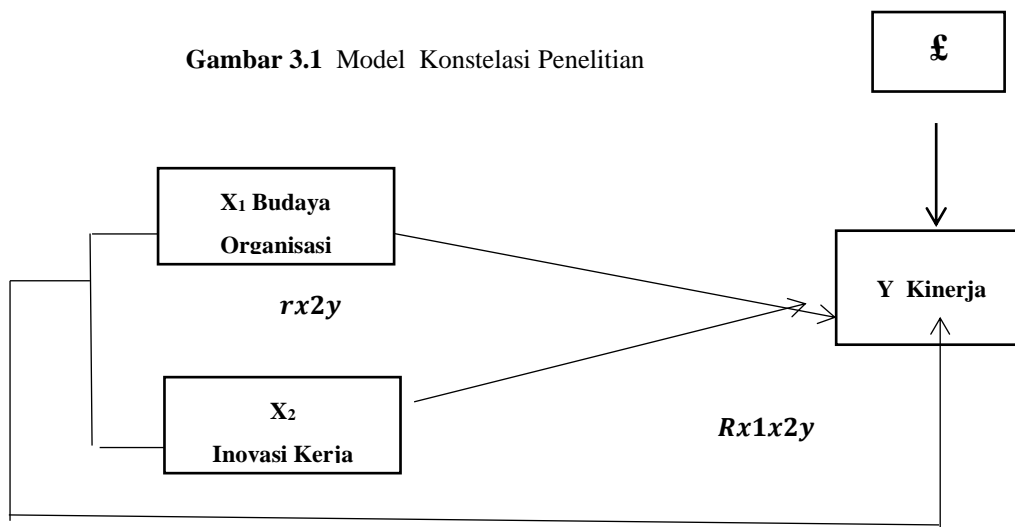 Gambar 3.1 Model Konstelasi Penelitian
£
X₁ Budaya
Organisasi
rx2y
Y Kinerja
X₂
Inovasi Kerja
Rx1x2y